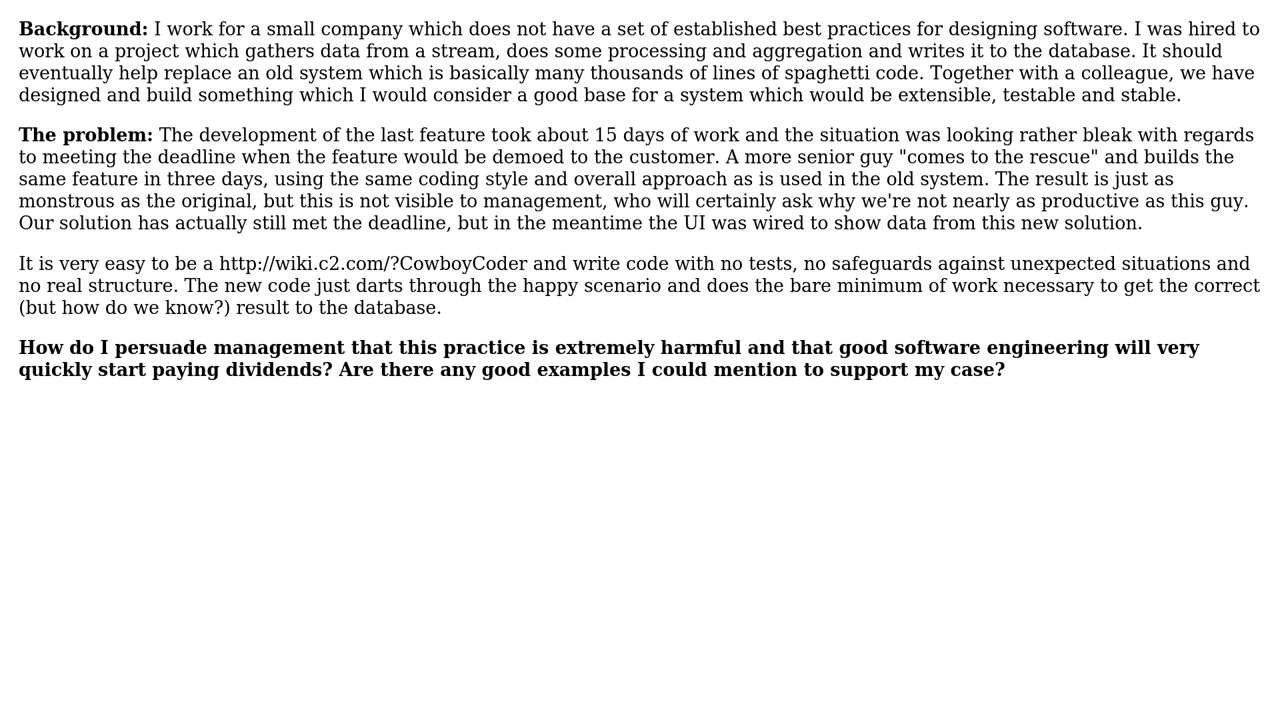 Background: I work for a small company which does not have a set of established best practices for designing software. I was hired to
work on a project which gathers data from a stream, does some processing and aggregation and writes it to the database. It should
eventually help replace an old system which is basically many thousands of lines of spaghetti code. Together with a colleague, we have
designed and build something which I would consider a good base for a system which would be extensible, testable and stable.
The problem: The development of the last feature took about 15 days of work and the situation was looking rather bleak with regards
to meeting the deadline when the feature would be demoed to the customer. A more senior guy "comes to the rescue" and builds the
same feature in three days, using the same coding style and overall approach as is used in the old system. The result is just as
monstrous as the original, but this is not visible to management, who will certainly ask why we're not nearly as productive as this guy.
Our solution has actually still met the deadline, but in the meantime the UI was wired to show data from this new solution.
It is very easy to be a http://wiki.c2.com/?CowboyCoder and write code with no tests, no safeguards against unexpected situations and
no real structure. The new code just darts through the happy scenario and does the bare minimum of work necessary to get the correct
(but how do we know?) result to the database.
How do I persuade management that this practice is extremely harmful and that good software engineering will very
quickly start paying dividends? Are there any good examples I could mention to support my case?